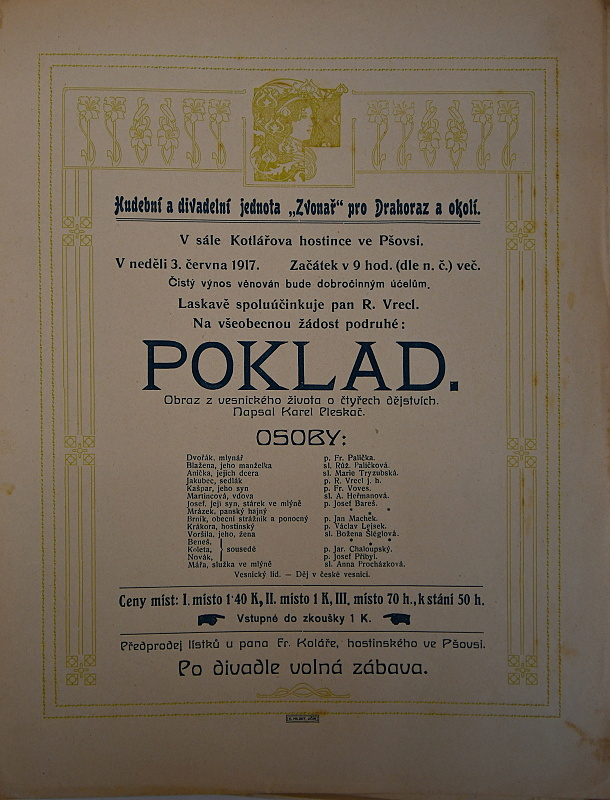 Hudební a divadelní jednota „Zvonař“ pro Drahoraz a okolí.
V sále Kotlářova hostince ve Pšovsi.
V neděli 3. června 1917. Začátek v 9 hod. (dle n. č.) več.
Čistý výnos věnován bude dobročinným účelům.
Laskavě spoluúčinkuje pan R. Vrecl.
Na všeobecnou žádost podruhé:
POKLAD.
Obraz z vesnického života o čtyřech dějstvích.
Napsal Karel Pleskač.
OSOBY:
Dvořák, mlynář p. Fr. Palička.
Blažena, jeho manželka sl. Růž. Paličková.
Anička, jejich dcera sl. Marie Tryzubská.
Jakubec, sedlák p. R. Vrecl j. h.
Kašpar, jeho syn p. Fr. Voves.
Martincová, vdova sl. A. Heřmanová.
Josef, její syn, stárek ve mlýně p. Josef Bareš.
Mrázek, panský hajný * * *
Brník, obecní strážník a ponocný p. Jan Machek.
Krákora, hostinský p. Václav Lejsek.
Voršila, jeho, žena sl. Božena Šléglová.
Beneš, * * *
Koleta, } sousedé p. Jar. Chaloupský.
Novák, p. Josef Přibyl.
Mářa, služka ve mlýně sl. Anna Procházková.
Vesnický lid. — Děj v české vesnici.
Ceny míst: I. místo 1·40 K, II. místo 1 K, III. místo 70 h., k stání 50 h.
Vstupné do zkoušky 1 K.
Předprodej lístků u pana Fr. Koláře, hostinského ve Pšovsi.
Po divadle volná zábava.